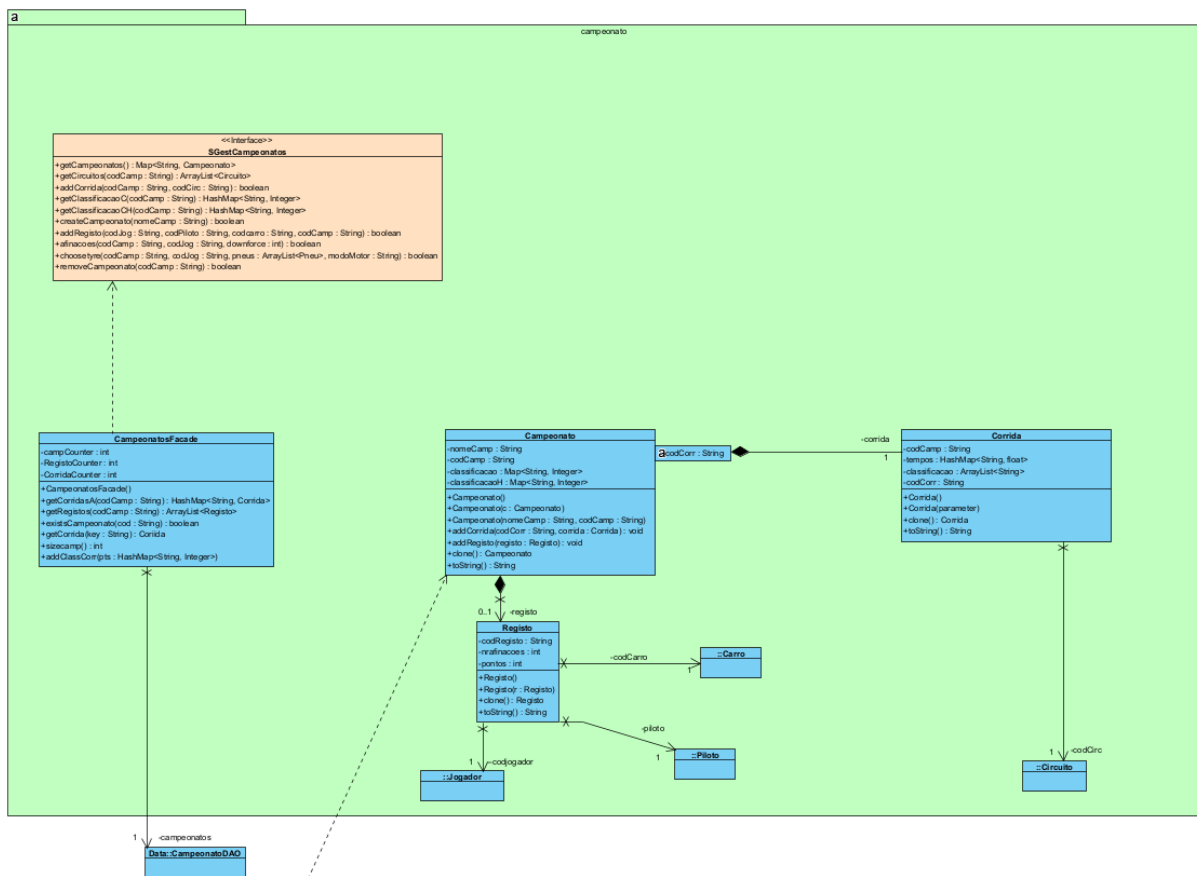 a
campeonato
<<Interface>>
SGestCampeonatos
+getCampeonatos() : Map<String, Campeonato>
+getCircuitos(codCamp : String) : ArrayList<Circuito>
+addCorrida(codCamp : String, codCirc : String) : boolean
+getClassificacaoC(codCamp : String) : HashMap<String, Integer>
+getClassificacaoCH(codCamp : String) : HashMap<String, Integer>
+createCampeonato(nomeCamp : String) : boolean
+addRegisto(codJog : String, codPiloto : String, codcarro : String, codCamp : String) : boolean
+afinacoes(codCamp : String, codJog : String, downforce : int) : boolean
+choosetyre(codCamp : String, codJog : String, pneus : ArrayList<Pneu>, modoMotor : String) : boolean
+removeCampeonato(codCamp : String) : boolean
CampeonatosFacade
-campCounter : int
-RegistoCounter : int
-CorridaCounter : int
+CampeonatosFacade()
+getCorridasA(codCamp : String) : HashMap<String, Corrida>
+getRegistos(codCamp : String) : ArrayList<Registo>
+existsCampeonato(cod : String) : boolean
+getCorrida(key : String) : Corrida
+sizecamp() : int
+addClassCorr(pts : HashMap<String, Integer>)
Campeonato
-nomeCamp : String
-codCamp : String
-classificacao : Map<String, Integer>
-classificacaoH : Map<String, Integer>
+Campeonato()
+Campeonato(c : Campeonato)
+Campeonato(nomeCamp : String, codCamp : String)
+addCorrida(codCorr : String, corrida : Corrida) : void
+addRegisto(registo : Registo) : void
+clone() : Campeonato
+toString() : String
a
codCorr : String
-corrida
1
Corrida
-codCamp : String
-tempos : HashMap<String, float>
-classificacao : ArrayList<String>
-codCorr : String
+Corrida()
+Corrida(parameter)
+clone() : Corrida
+toString() : String
0..1
-registo
Registo
-codRegisto : String
-nrafinacoes : int
-pontos : int
+Registo()
+Registo(r : Registo)
+clone() : Registo
+toString() : String
-codCarro
1
::Carro
-piloto
1
::Piloto
1
-codjogador
::Jogador
1
-codCirc
::Circuito
1
-campeonatos
Data::CampeonatoDAO